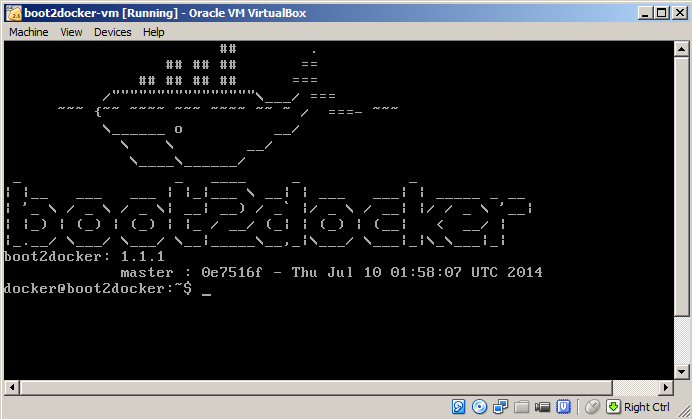 boot2docker-vm [Running] - Oracle VM VirtualBox
Machine View Devices Help
boot2docker
boot2docker: 1.1.1
master : 0e7516f - Thu Jul 10 01:58:07 UTC 2014
docker@boot2docker:~$ _
Right Ctrl